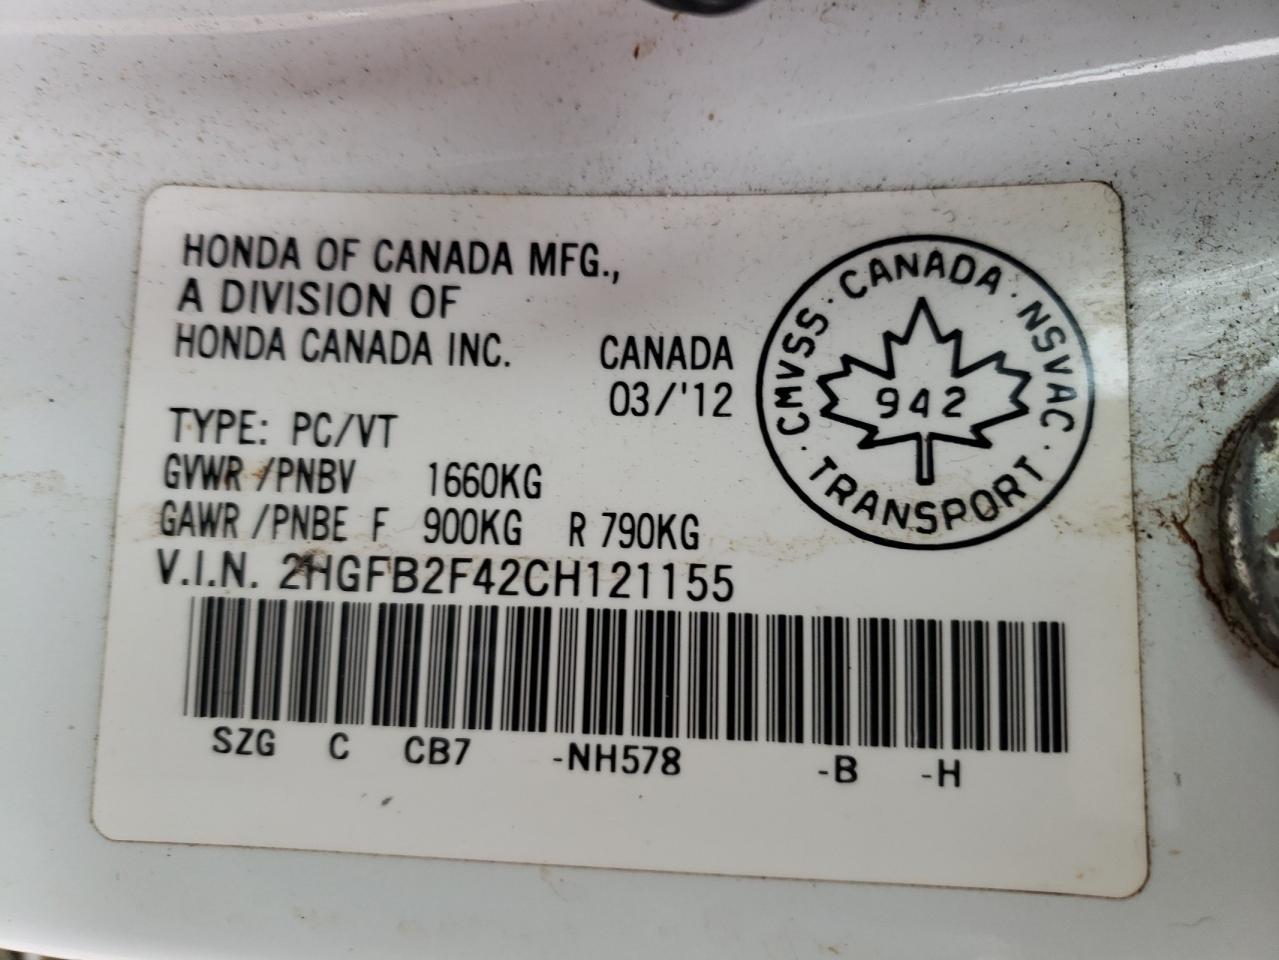 HONDA OF CANADA MFG.,
A DIVISION OF
HONDA CANADA INC.
CANADA
03/'12
TYPE: PC/VT
GVWR /PNBV 1660KG
GAWR /PNBE F 900KG R 790KG
V.I.N. 2HGFB2F42CH121155
SZG C CB7 -NH578 -B -H
· CMVSS · CANADA · NSVAC · TRANSPORT
942